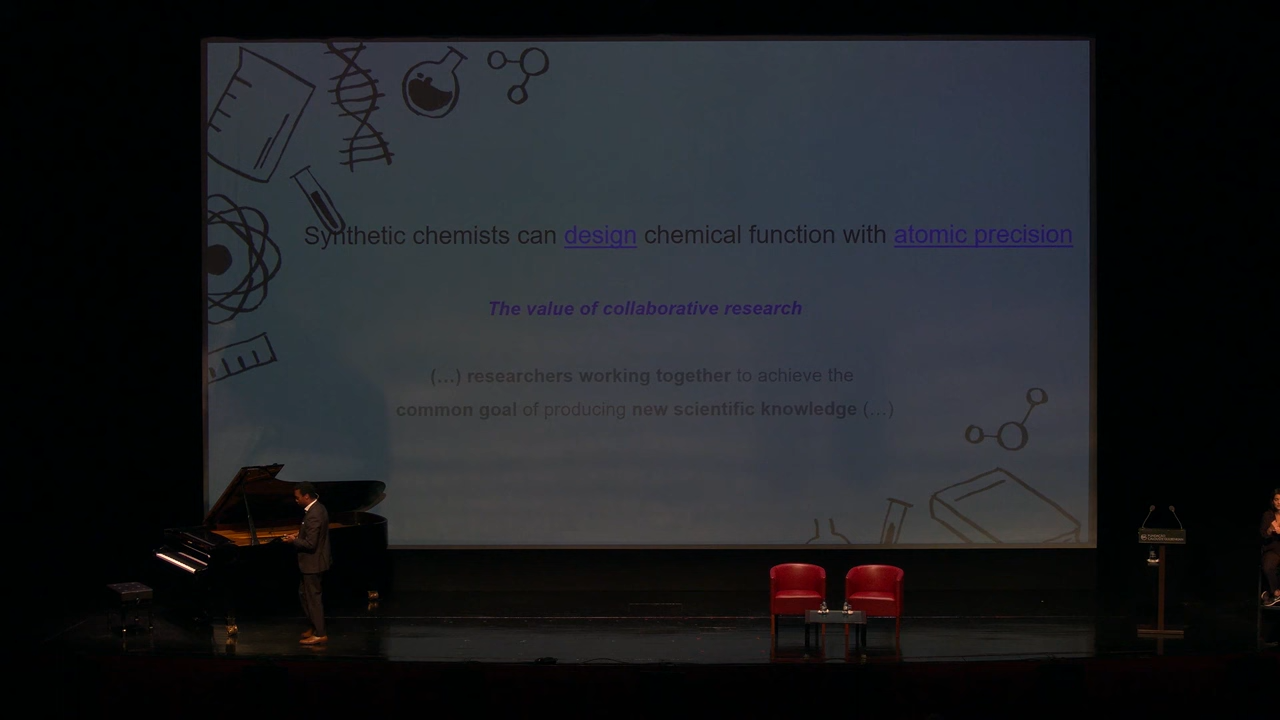 Synthetic chemists can design chemical function with atomic precision
The value of collaborative research
(…) researchers working together to achieve the
common goal of producing new scientific knowledge (…)